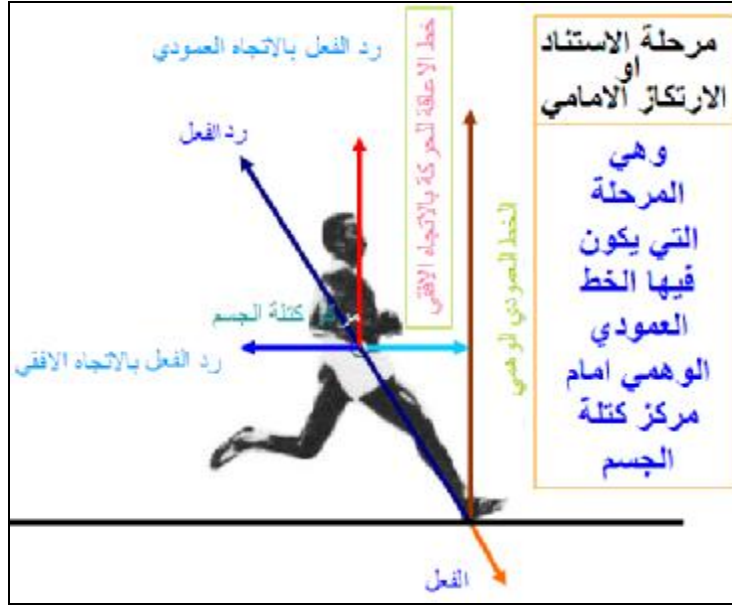 مرحلة الاستناد
او
الارتكاز الامامي
وهي
المرحلة
التي يكون
فيها الخط
العمودي
الوهمي امام
مركز كتلة
الجسم
رد الفعل بالاتجاه العمودي
خط الاعاقة للحركة بالاتجاه الافقي
رد الفعل
الخط العمودي الوهمي
كتلة الجسم
رد الفعل بالاتجاه الافقي
الفعل